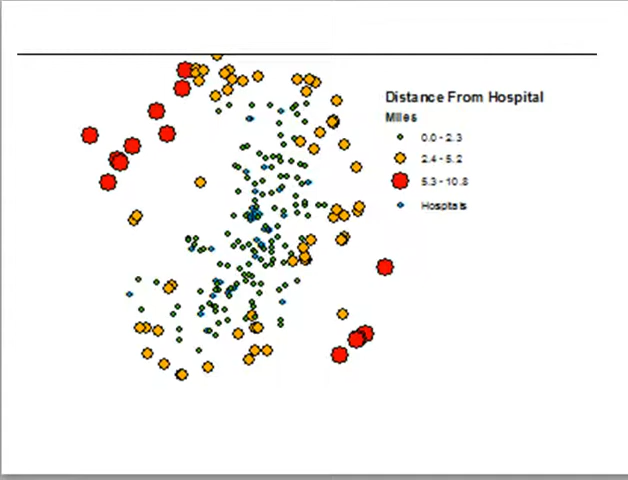 Distance From Hospital
Miles
0.0 - 2.3
2.4 - 5.2
5.3 - 10.8
Hospitals